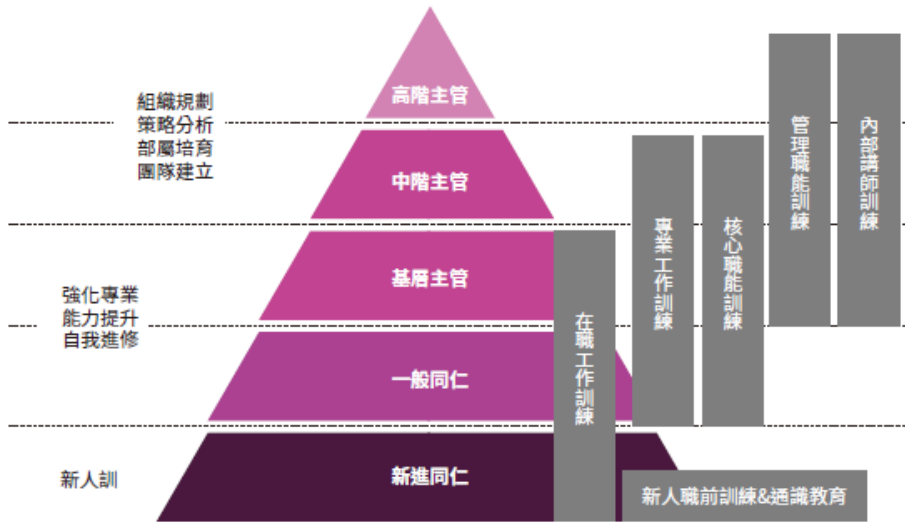 組織規劃
策略分析
部屬培育
團隊建立
強化專業
能力提升
自我進修
新人訓
高階主管
中階主管
基層主管
一般同仁
新進同仁
在職工作訓練
專業工作訓練
核心職能訓練
管理職能訓練
內部講師訓練
新人職前訓練&通識教育